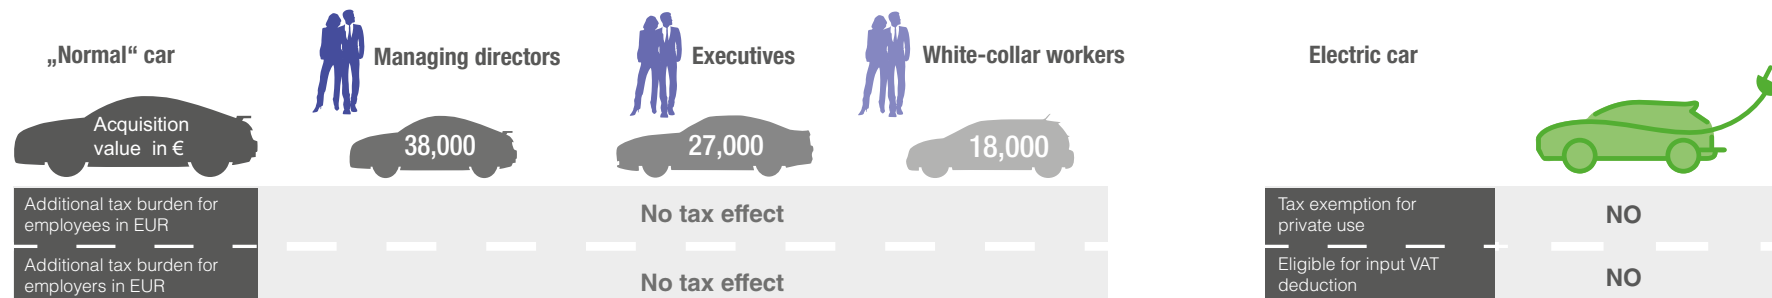 „Normal“ car
Managing directors
Executives
White-collar workers
Acquisition
value in €
38,000
27,000
18,000
Additional tax burden for
employees in EUR
No tax effect
Additional tax burden for
employers in EUR
No tax effect
Electric car
Tax exemption for
private use
NO
Eligible for input VAT
deduction
NO